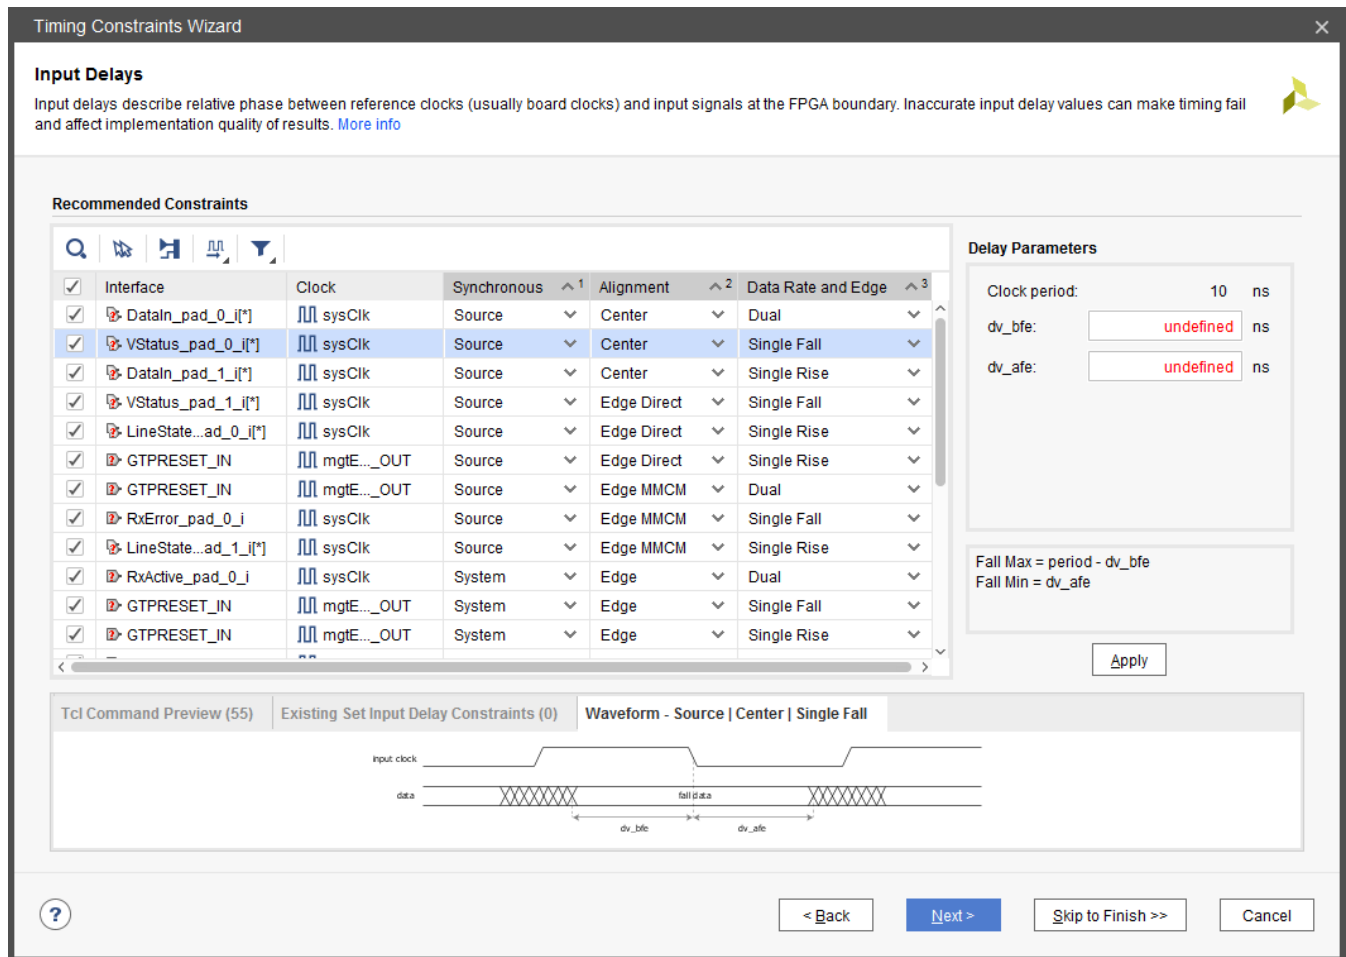 Timing Constraints Wizard
Input Delays
Input delays describe relative phase between reference clocks (usually board clocks) and input signals at the FPGA boundary. Inaccurate input delay values can make timing fail
and affect implementation quality of results. More info
Recommended Constraints
Interface Clock Synchronous 1 Alignment 2 Data Rate and Edge 3
DataIn_pad_0_i[*] sysClk Source Center Dual
VStatus_pad_0_i[*] sysClk Source Center Single Fall
DataIn_pad_1_i[*] sysClk Source Center Single Rise
VStatus_pad_1_i[*] sysClk Source Edge Direct Single Fall
LineState...ad_0_i[*] sysClk Source Edge Direct Single Rise
GTPRESET_IN mgtE..._OUT Source Edge Direct Single Rise
GTPRESET_IN mgtE..._OUT Source Edge MMCM Dual
RxError_pad_0_i sysClk Source Edge MMCM Single Fall
LineState...ad_1_i[*] sysClk Source Edge MMCM Single Rise
RxActive_pad_0_i sysClk System Edge Dual
GTPRESET_IN mgtE..._OUT System Edge Single Fall
GTPRESET_IN mgtE..._OUT System Edge Single Rise
Delay Parameters
Clock period: 10 ns
dv_bfe: undefined ns
dv_afe: undefined ns
Fall Max = period - dv_bfe
Fall Min = dv_afe
Apply
Tcl Command Preview (55) Existing Set Input Delay Constraints (0) Waveform - Source | Center | Single Fall
input clock
data fall data
dv_bfe dv_afe
? < Back Next > Skip to Finish >> Cancel